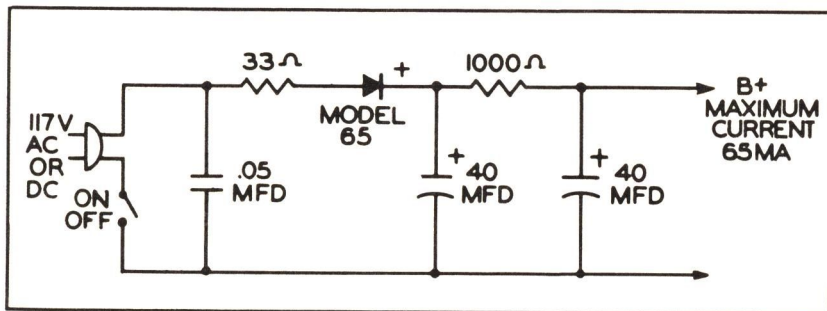 33Ω
+
1000Ω
MODEL
65
B+
MAXIMUM
CURRENT
65MA
117V
AC
OR
DC
ON
OFF
.05
MFD
+
40
MFD
+
40
MFD